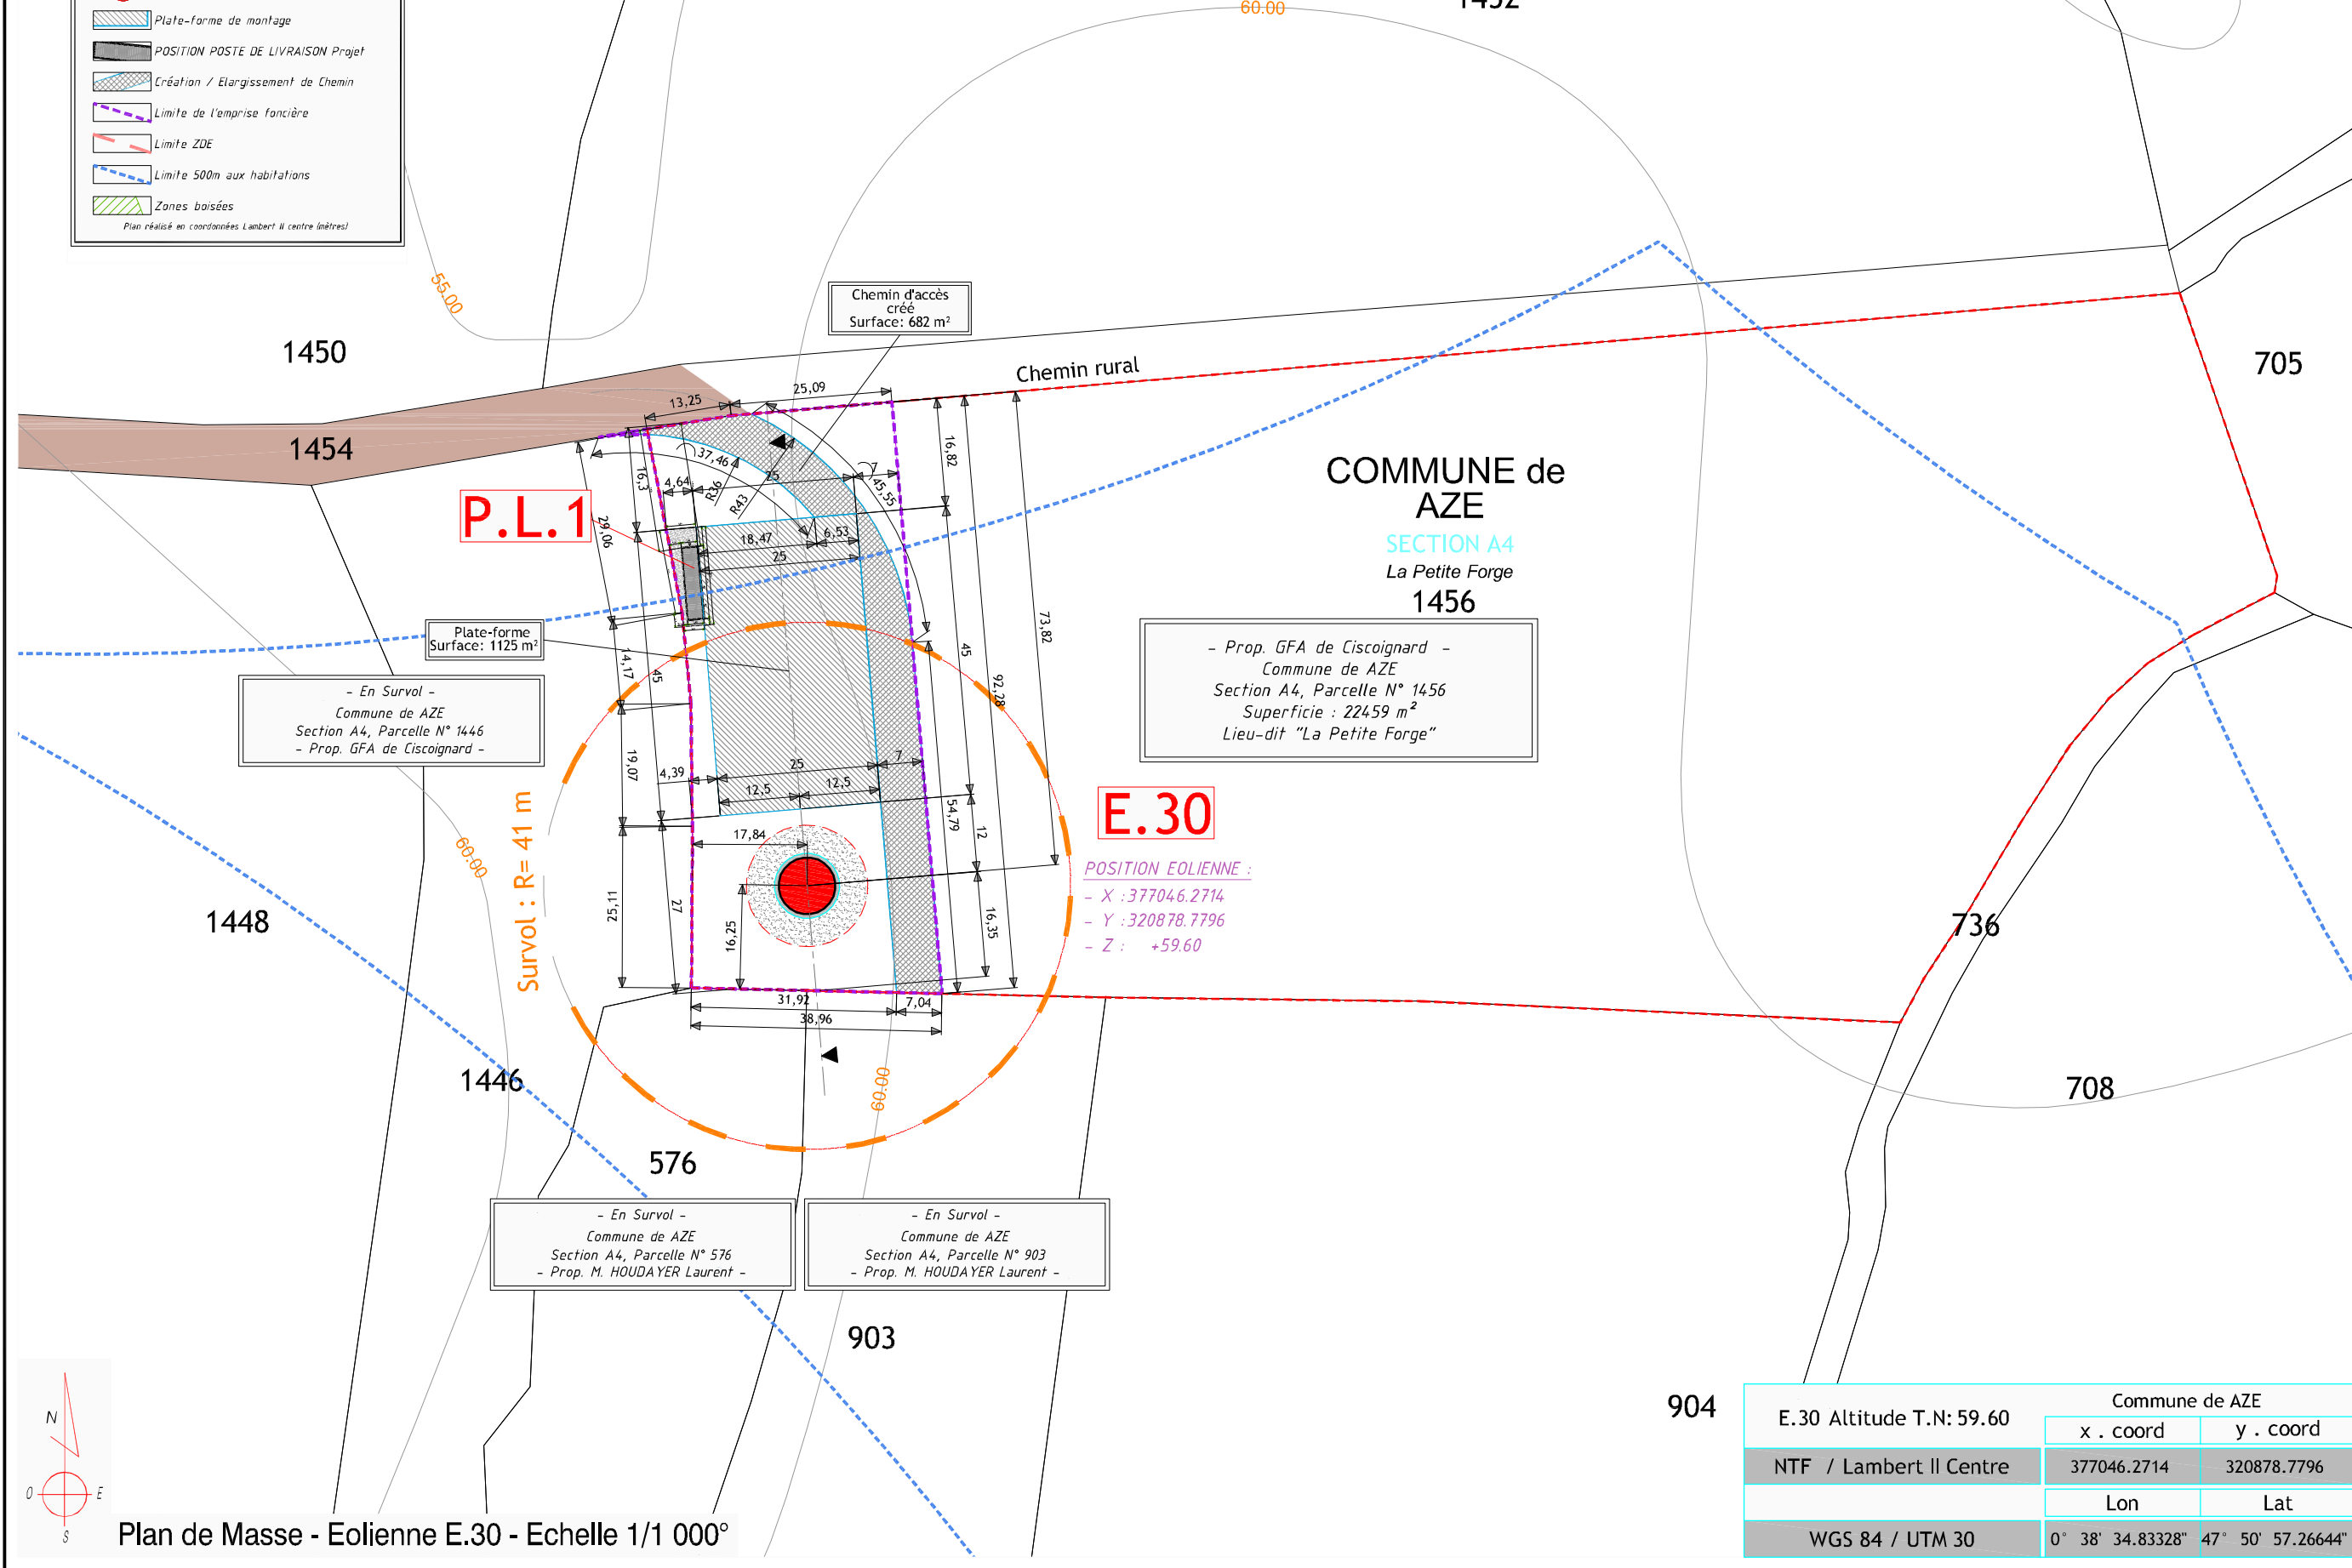 Plate-forme de montage
POSITION POSTE DE LIVRAISON Projet
Création / Elargissement de Chemin
Limite de l'emprise foncière
Limite ZDE
Limite 500m aux habitations
Zones boisées
Plan réalisé en coordonnées Lambert II centre (mètres)
60.00
1452
55.00
1450
1454
Chemin d'accès
créé
Surface: 682 m²
Chemin rural
705
13,25
25,09
37,46
16,82
7
25
45,55
16,3
4,64
R36
R43
29,06
18,47
6,53
25
P.L.1
COMMUNE de
AZE
SECTION A4
La Petite Forge
1456
- Prop. GFA de Ciscoignard -
Commune de AZE
Section A4, Parcelle N° 1456
Superficie : 22459 m²
Lieu-dit "La Petite Forge"
Plate-forme
Surface: 1125 m²
- En Survol -
Commune de AZE
Section A4, Parcelle N° 1446
- Prop. GFA de Ciscoignard -
14,17
45
73,82
45
92,28
19,07
4,39
25
7
12,5
12,5
54,79
12
17,84
25,11
27
16,25
16,35
31,92
7,04
38,96
Survol : R= 41 m
60.00
E.30
POSITION EOLIENNE :
- X :377046.2714
- Y :320878.7796
- Z : +59.60
1448
736
1446
60.00
708
576
- En Survol -
Commune de AZE
Section A4, Parcelle N° 576
- Prop. M. HOUDAYER Laurent -
- En Survol -
Commune de AZE
Section A4, Parcelle N° 903
- Prop. M. HOUDAYER Laurent -
903
904
N
O
E
S
Plan de Masse - Eolienne E.30 - Echelle 1/1 000°
E.30 Altitude T.N: 59.60
Commune de AZE
x . coord
y . coord
NTF / Lambert II Centre
377046.2714
320878.7796
Lon
Lat
WGS 84 / UTM 30
0° 38' 34.83328"
47° 50' 57.26644"